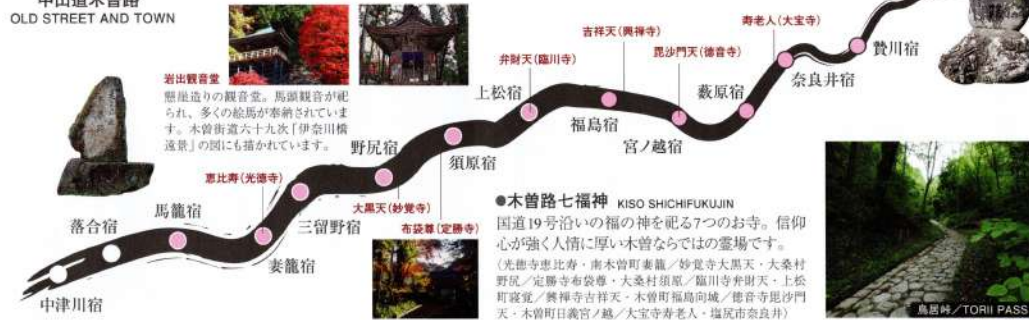 中山道木曽路
OLD STREET AND TOWN
岩出観音堂
懸崖造りの観音堂。馬頭観音が祀
られ、多くの絵馬が奉納されていま
す。木曽街道六十九次「伊奈川橋
遠景」の図にも描かれています。
中津川宿
落合宿
馬籠宿
恵比寿(光徳寺)
妻籠宿
三留野宿
野尻宿
大黒天(妙覚寺)
須原宿
布袋尊(定勝寺)
上松宿
弁財天(臨川寺)
吉祥天(興禅寺)
福島宿
毘沙門天(徳音寺)
宮ノ越宿
藪原宿
寿老人(大宝寺)
奈良井宿
贄川宿
●木曽路七福神 KISO SHICHIFUKUJIN
国道19号沿いの福の神を祀る7つのお寺。信仰
心が強く人情に厚い木曽ならではの霊場です。
(光徳寺恵比寿・南木曽町妻籠/妙覚寺大黒天・大桑村
野尻/定勝寺布袋尊・大桑村須原/臨川寺弁財天・上松
町寝覚/興禅寺吉祥天・木曽町福島向城/徳音寺毘沙門
天・木曽町日義宮ノ越/大宝寺寿老人・塩尻市奈良井)
鳥居峠/TORII PASS